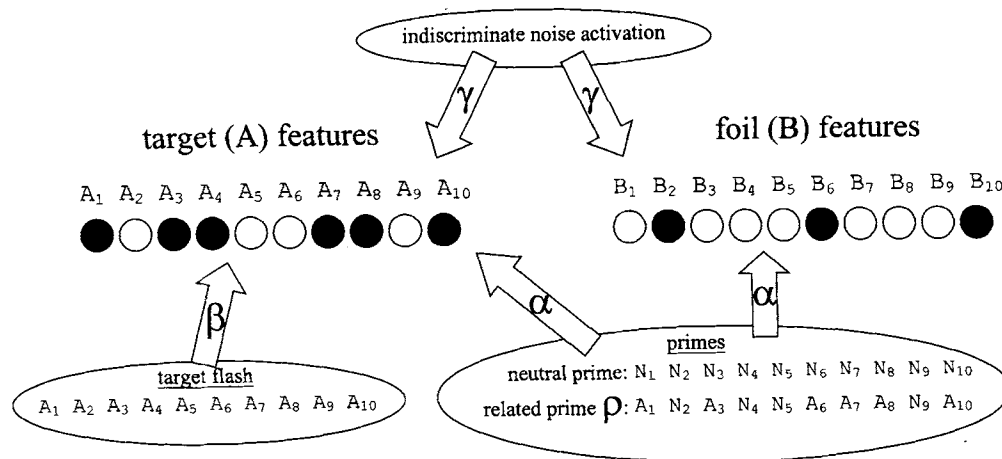 indiscriminate noise activation
γ γ
target (A) features
foil (B) features
A1 A2 A3 A4 A5 A6 A7 A8 A9 A10
B1 B2 B3 B4 B5 B6 B7 B8 B9 B10
β
α
α
target flash
A1 A2 A3 A4 A5 A6 A7 A8 A9 A10
primes
neutral prime: N1 N2 N3 N4 N5 N6 N7 N8 N9 N10
related prime ρ: A1 N2 A3 N4 N5 A6 A7 A8 N9 A10